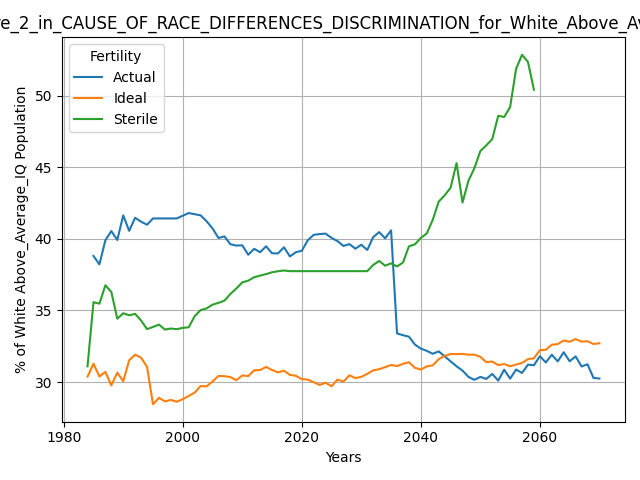 e_2_in_CAUSE_OF_RACE_DIFFERENCES_DISCRIMINATION_for_White_Above_Av
Fertility
Actual
Ideal
Sterile
% of White Above_Average_IQ Population
50
45
40
35
30
1980
2000
2020
2040
2060
Years